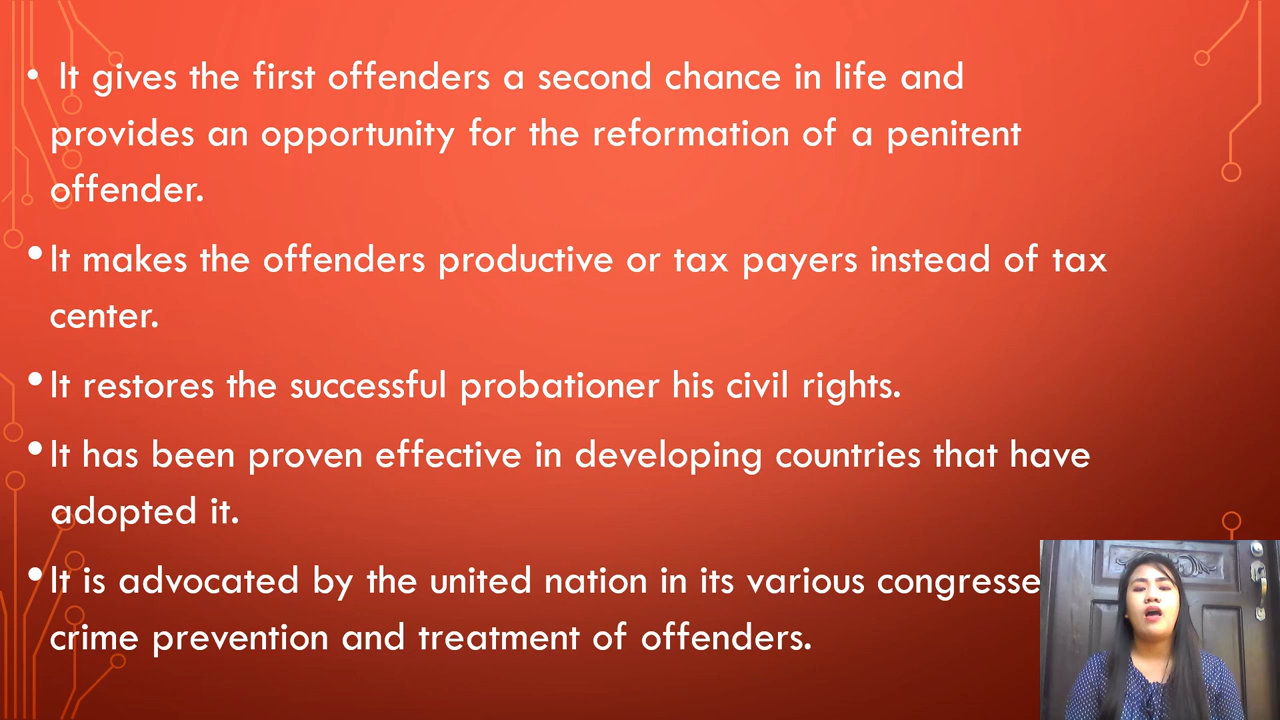 • It gives the first offenders a second chance in life and
provides an opportunity for the reformation of a penitent
offender.
• It makes the offenders productive or tax payers instead of tax
center.
• It restores the successful probationer his civil rights.
• It has been proven effective in developing countries that have
adopted it.
• It is advocated by the united nation in its various
crime prevention and treatment of offenders.